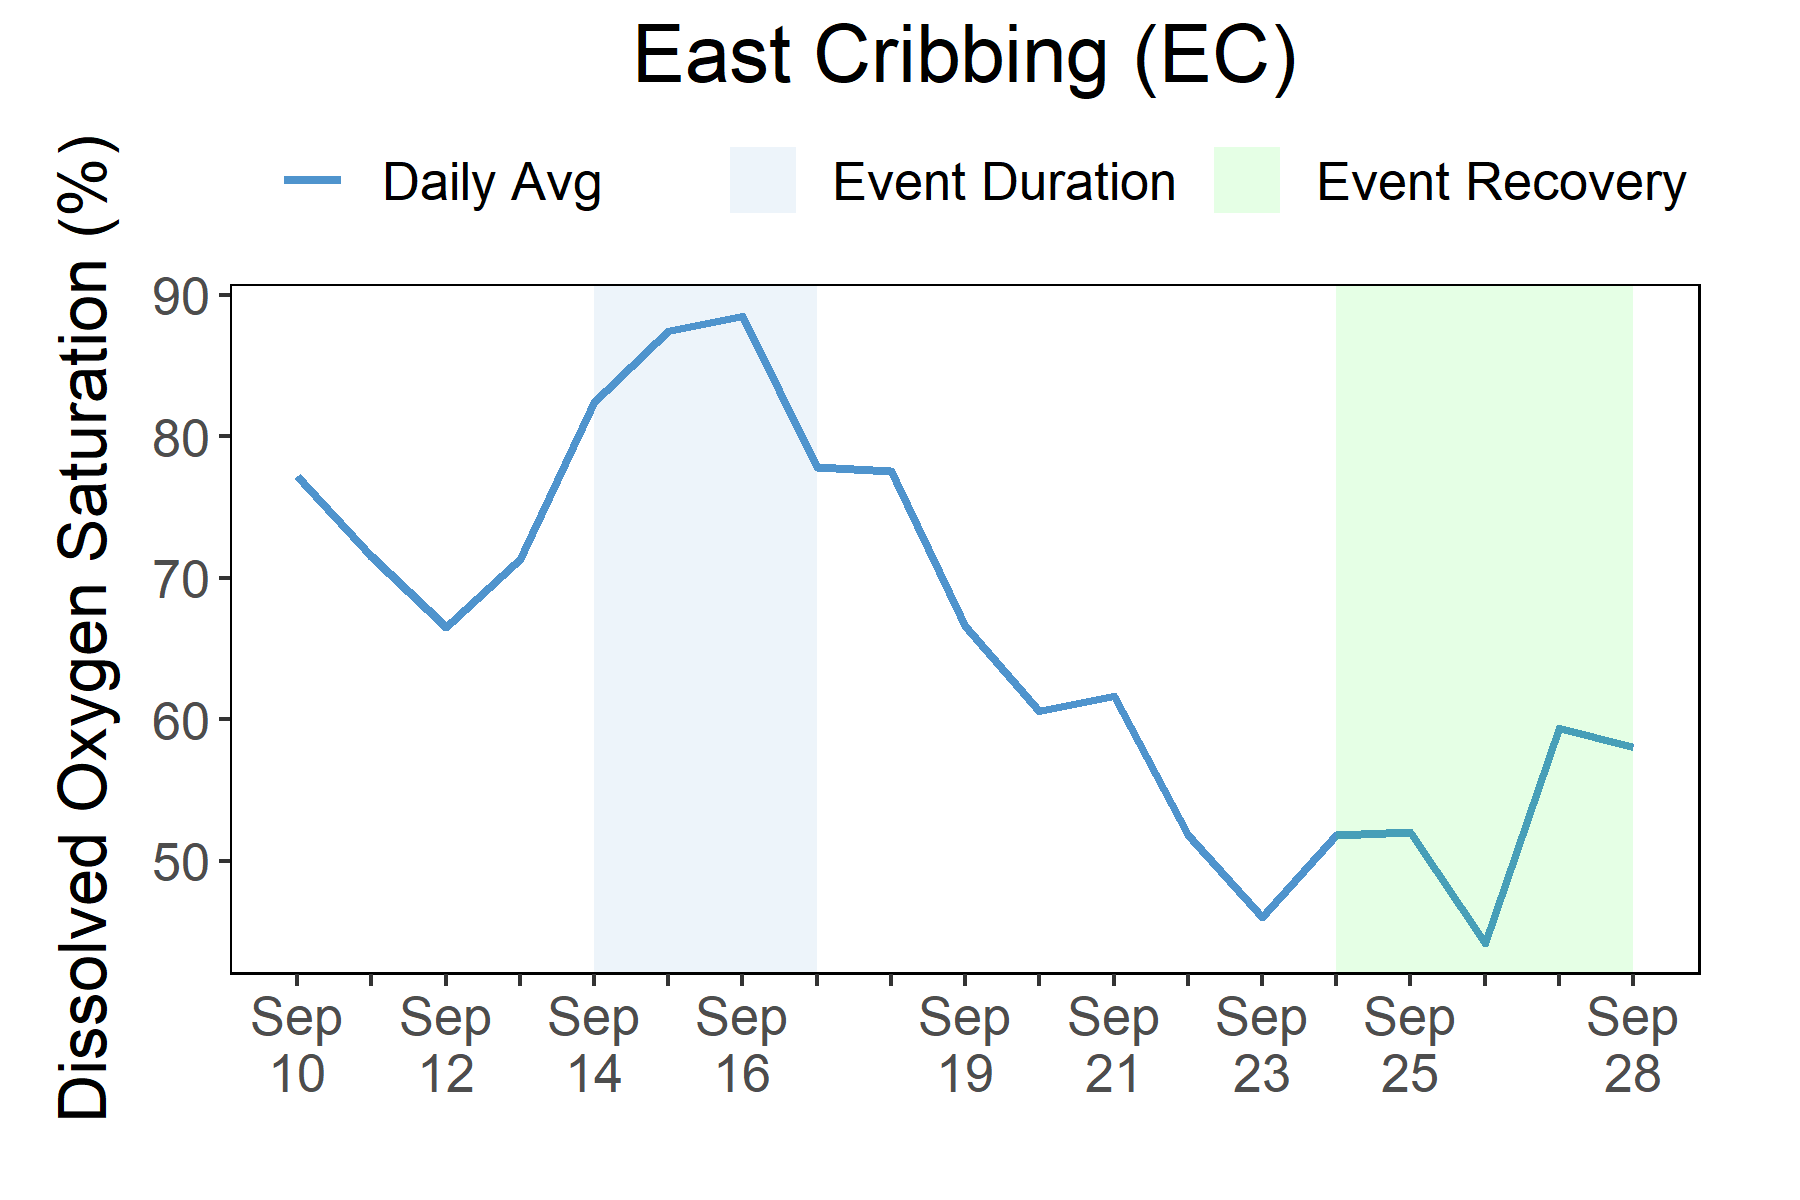 East Cribbing (EC)
Daily Avg
Event Duration
Event Recovery
Dissolved Oxygen Saturation (%)
90
80
70
60
50
Sep 10
Sep 12
Sep 14
Sep 16
Sep 19
Sep 21
Sep 23
Sep 25
Sep 28